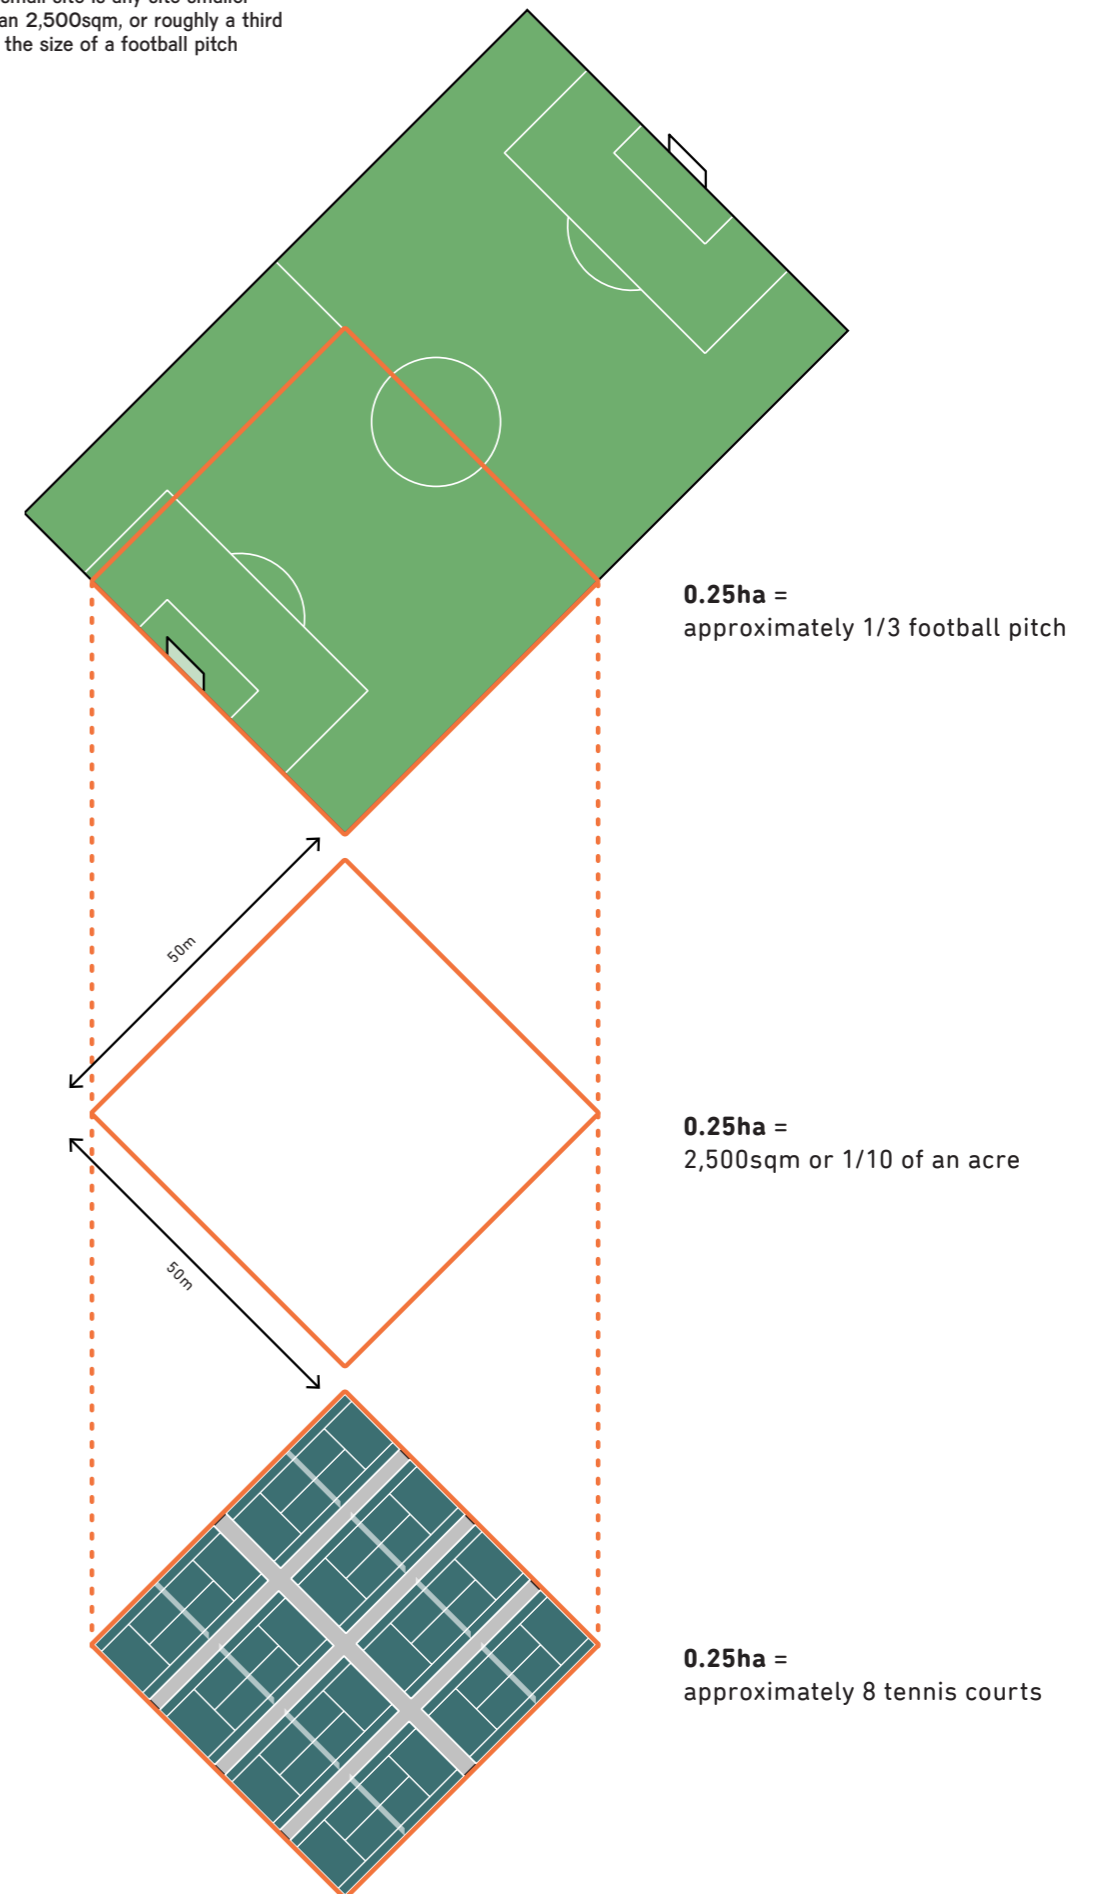 an 2,500sqm, or roughly a third
the size of a football pitch
0.25ha =
approximately 1/3 football pitch
50m
0.25ha =
2,500sqm or 1/10 of an acre
50m
0.25ha =
approximately 8 tennis courts